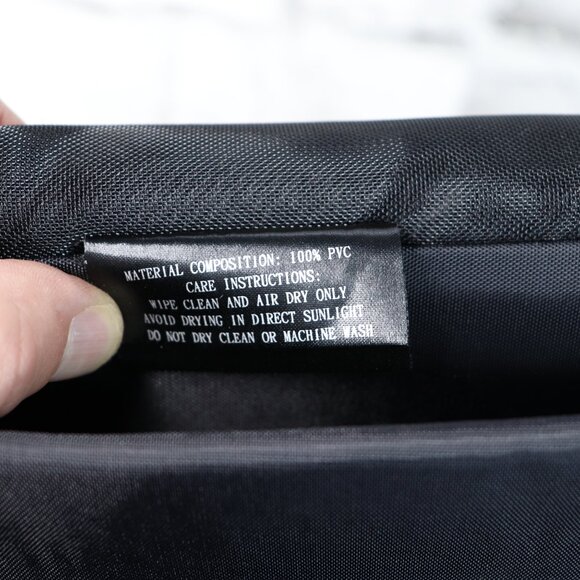 MATERIAL COMPOSITION: 100% PVC
CARE INSTRUCTIONS:
WIPE CLEAN AND AIR DRY ONLY
AVOID DRYING IN DIRECT SUNLIGHT
DO NOT DRY CLEAN OR MACHINE WASH